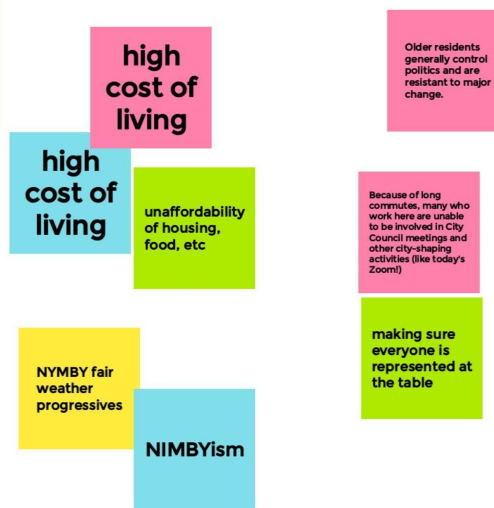 high
cost of
living
high
cost of
living
unaffordability
of housing,
food, etc
NYMBY fair
weather
progressives
NIMBYism
Older residents
generally control
politics and are
resistant to major
change.
Because of long
commutes, many who
work here are unable
to be involved in City
Council meetings and
other city-shaping
activities (like today's
Zoom!)
making sure
everyone is
represented at
the table